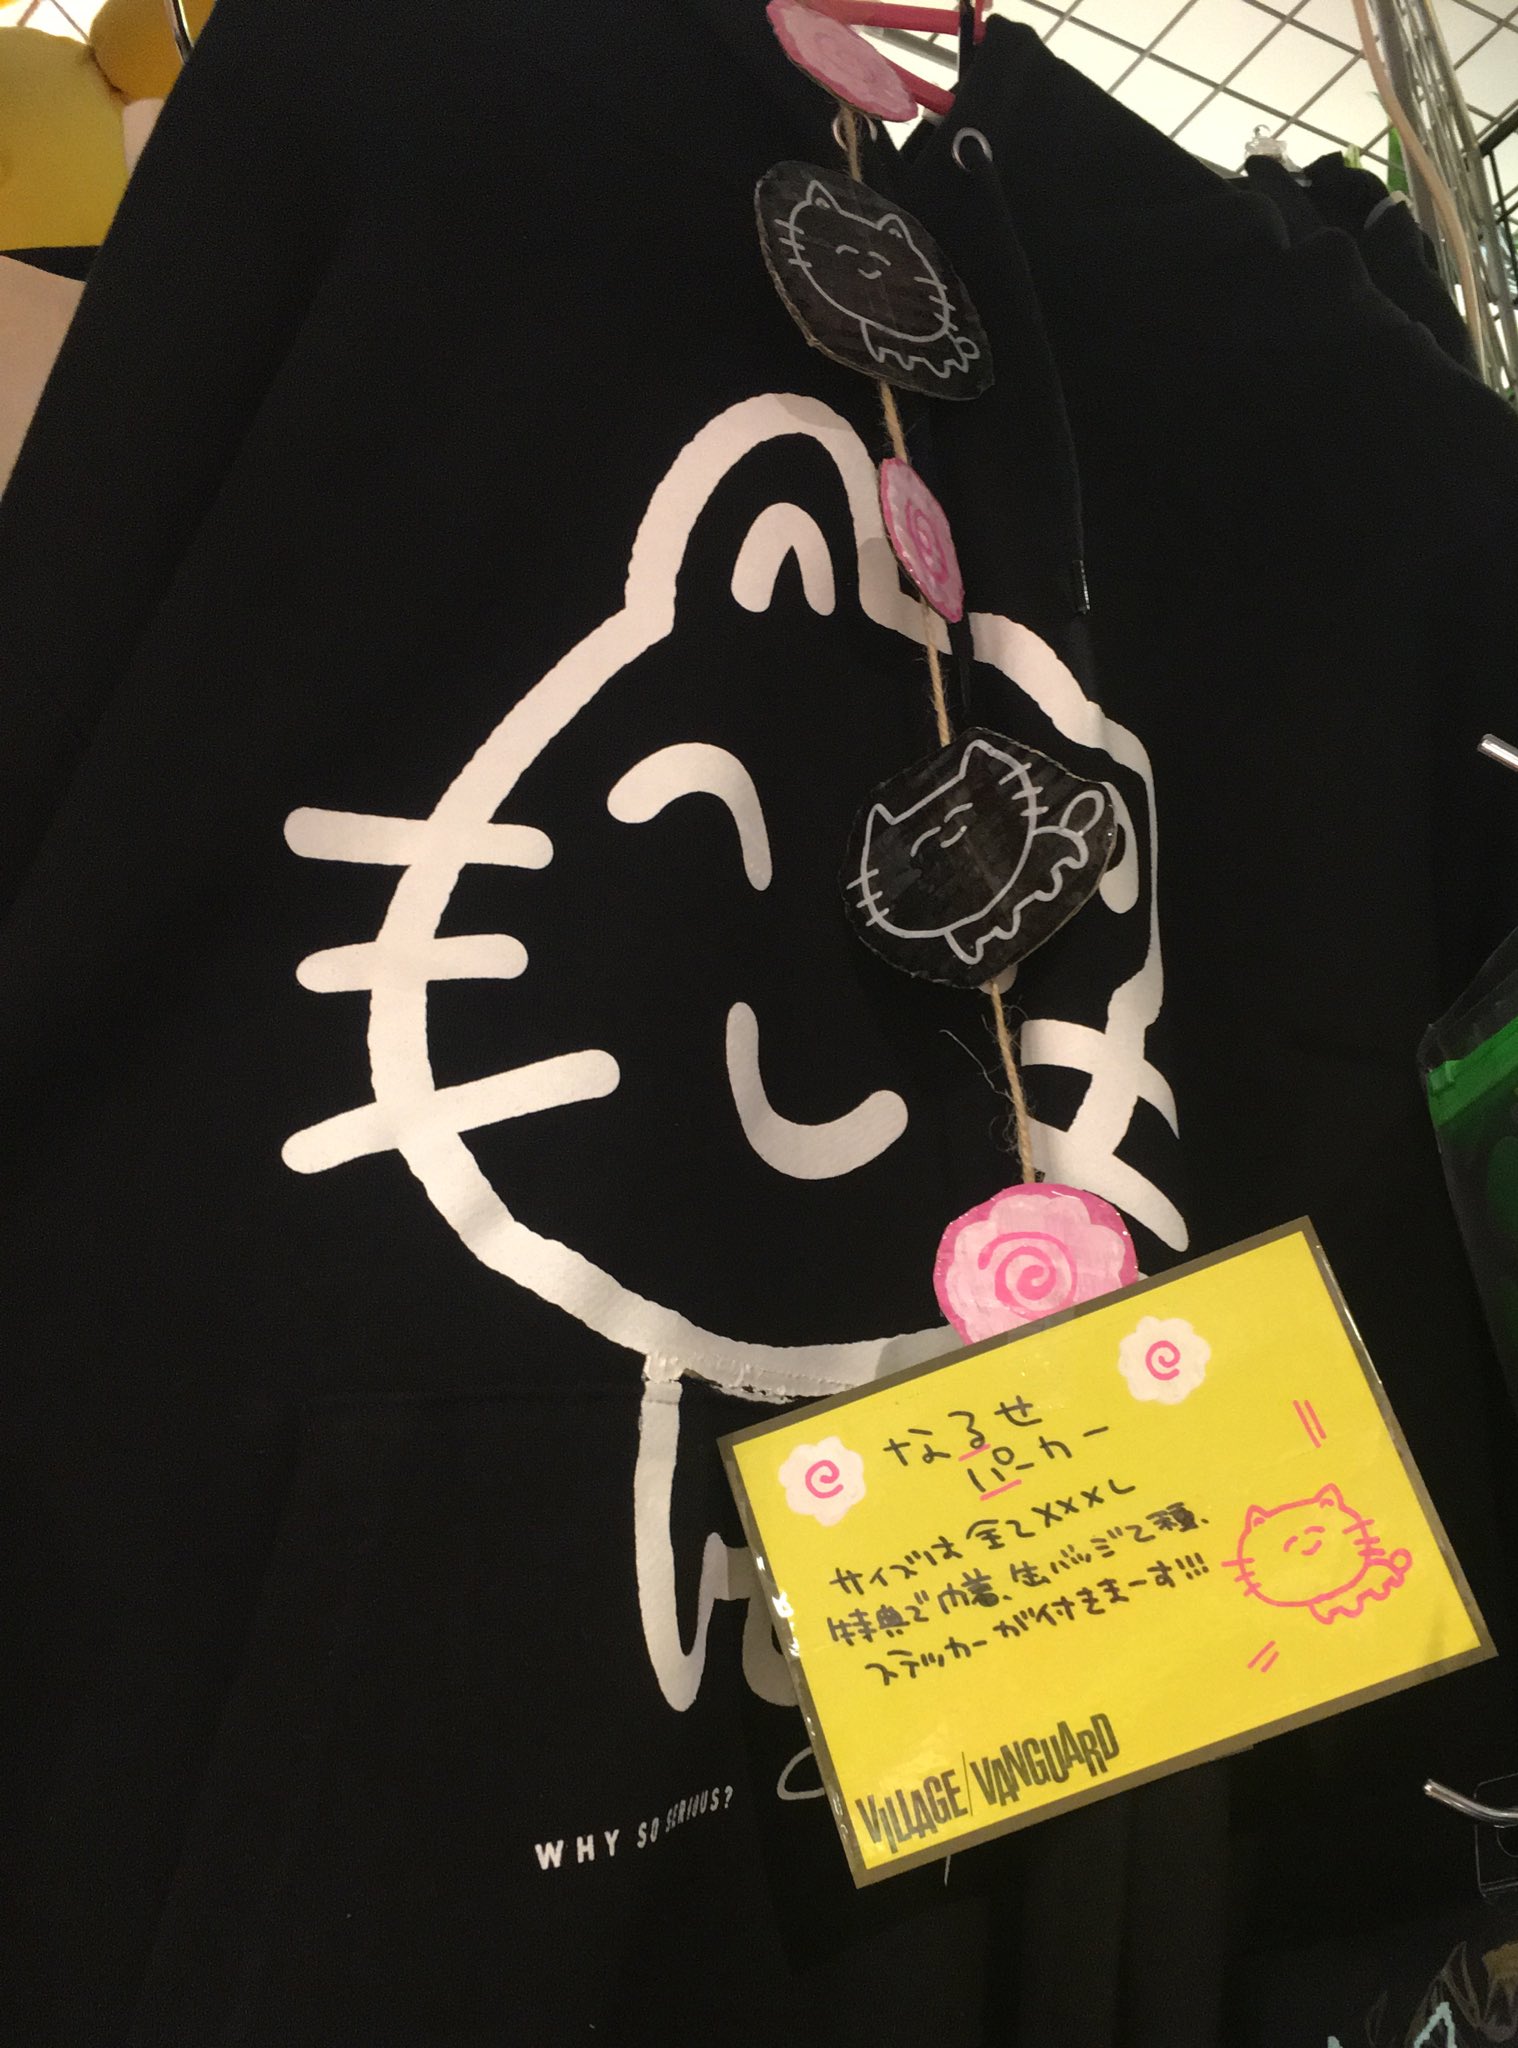 なるせ
パーカー
サイズは全てXXXL
特典で巾着、缶バッジ2種、
ステッカーが付きまーす!!!
VILLAGE/VANGUARD
WHY SO SERIOUS?